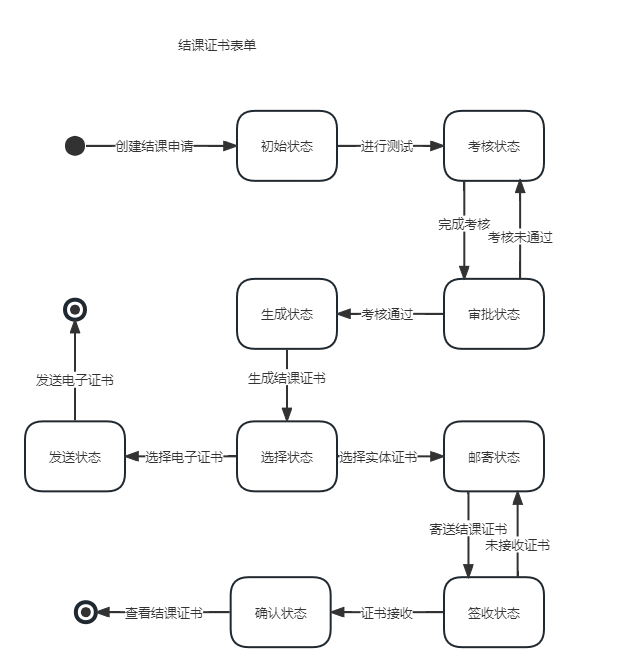 结课证书表单
创建结课申请
初始状态
进行测试
考核状态
完成考核
考核未通过
生成状态
考核通过
审批状态
发送电子证书
生成结课证书
发送状态
选择电子证书
选择状态
选择实体证书
邮寄状态
寄送结课证书
未接收证书
查看结课证书
确认状态
证书接收
签收状态